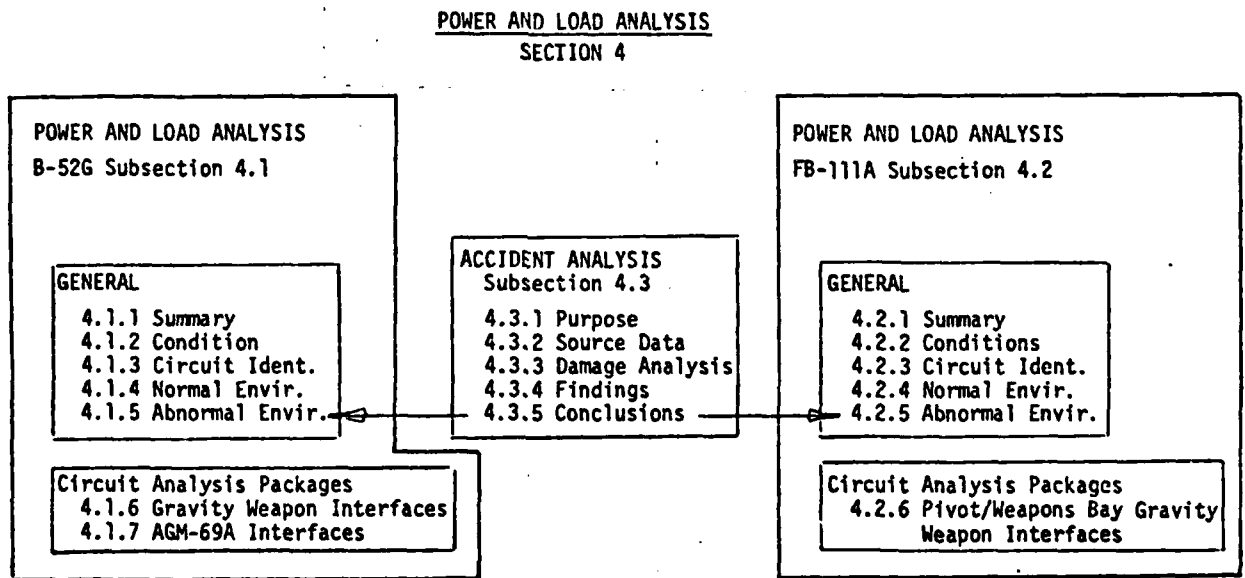 POWER AND LOAD ANALYSIS
SECTION 4
POWER AND LOAD ANALYSIS
B-52G Subsection 4.1
GENERAL
4.1.1 Summary
4.1.2 Condition
4.1.3 Circuit Ident.
4.1.4 Normal Envir.
4.1.5 Abnormal Envir.
Circuit Analysis Packages
4.1.6 Gravity Weapon Interfaces
4.1.7 AGM-69A Interfaces
ACCIDENT ANALYSIS
Subsection 4.3
4.3.1 Purpose
4.3.2 Source Data
4.3.3 Damage Analysis
4.3.4 Findings
4.3.5 Conclusions
POWER AND LOAD ANALYSIS
FB-111A Subsection 4.2
GENERAL
4.2.1 Summary
4.2.2 Conditions
4.2.3 Circuit Ident.
4.2.4 Normal Envir.
4.2.5 Abnormal Envir.
Circuit Analysis Packages
4.2.6 Pivot/Weapons Bay Gravity
Weapon Interfaces